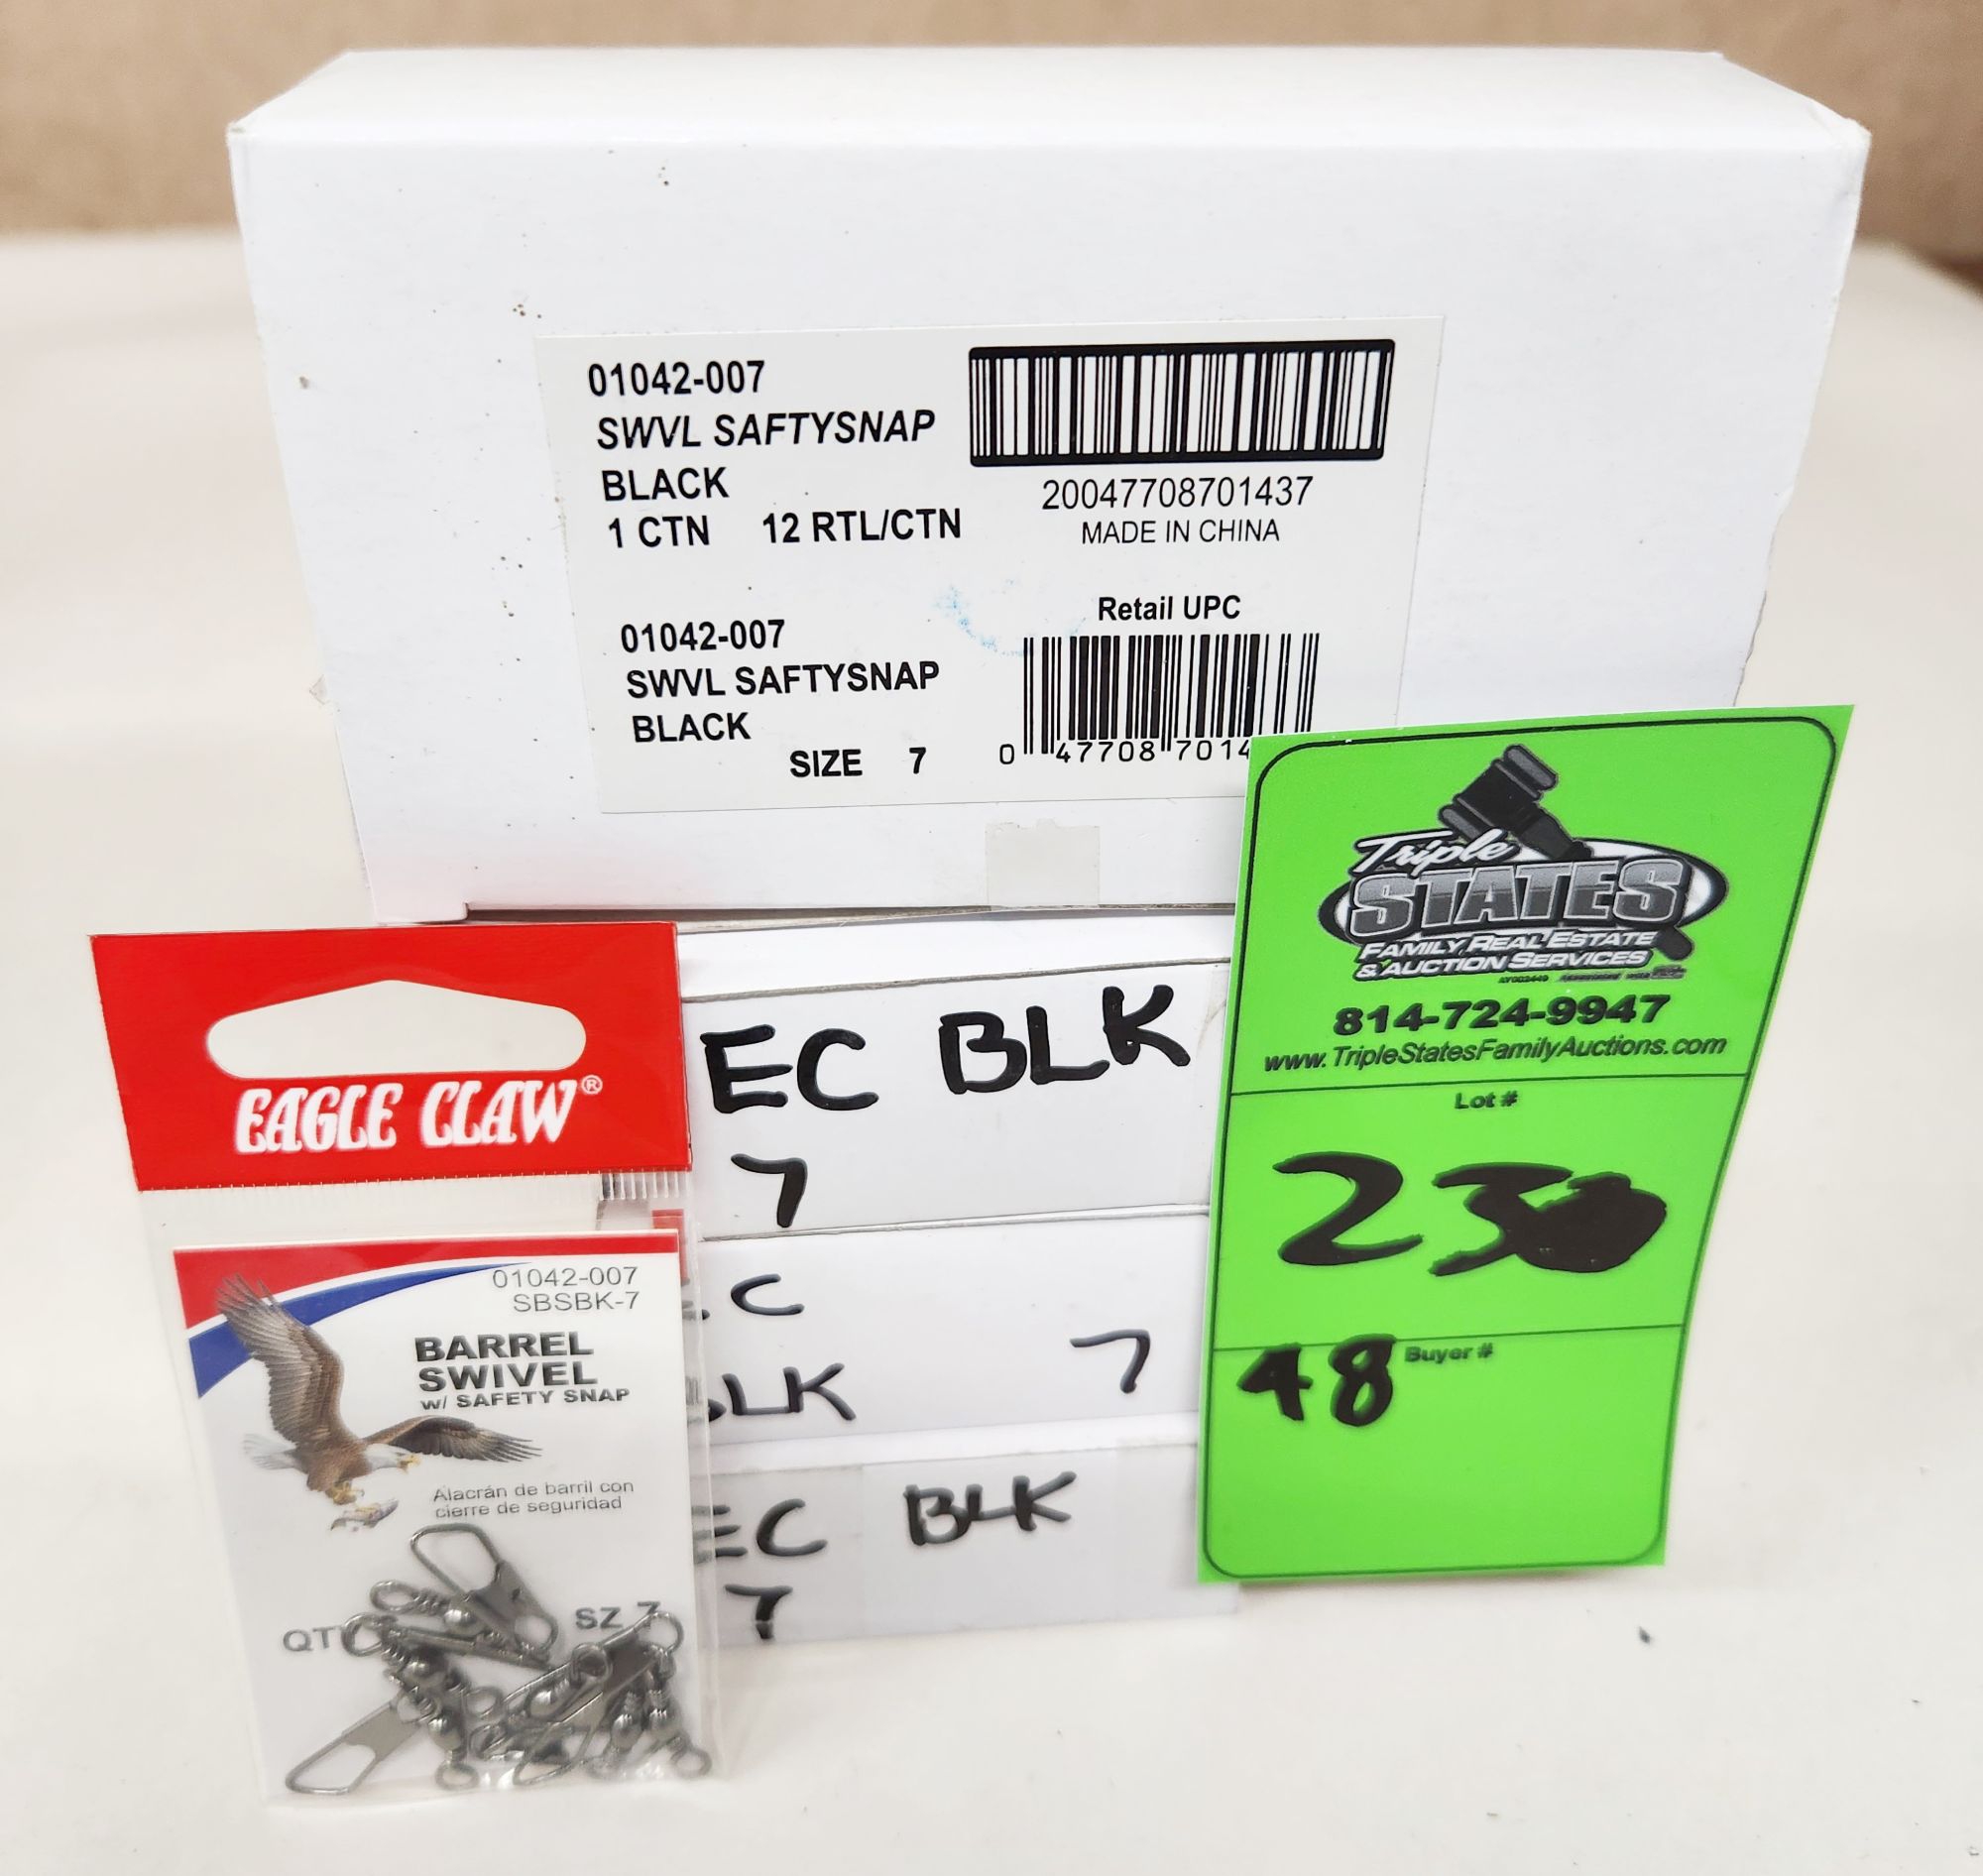 01042-007
SWVL SAFTYSNAP
BLACK
1 CTN 12 RTL/CTN
20047708701437
MADE IN CHINA
Retail UPC
01042-007
SWVL SAFTYSNAP
BLACK
SIZE 7
0 47708 7014
EAGLE CLAW®
01042-007
SBSBK-7
BARREL
SWIVEL
w/ SAFETY SNAP
Alacrán de barril con
cierre de seguridad
SZ 7
EC BLK
7
C
LK 7
EC BLK
7
Triple
STATES
FAMILY REAL ESTATE
& AUCTION SERVICES
814-724-9947
www.TripleStatesFamilyAuctions.com
Lot #
230
48 Buyer #